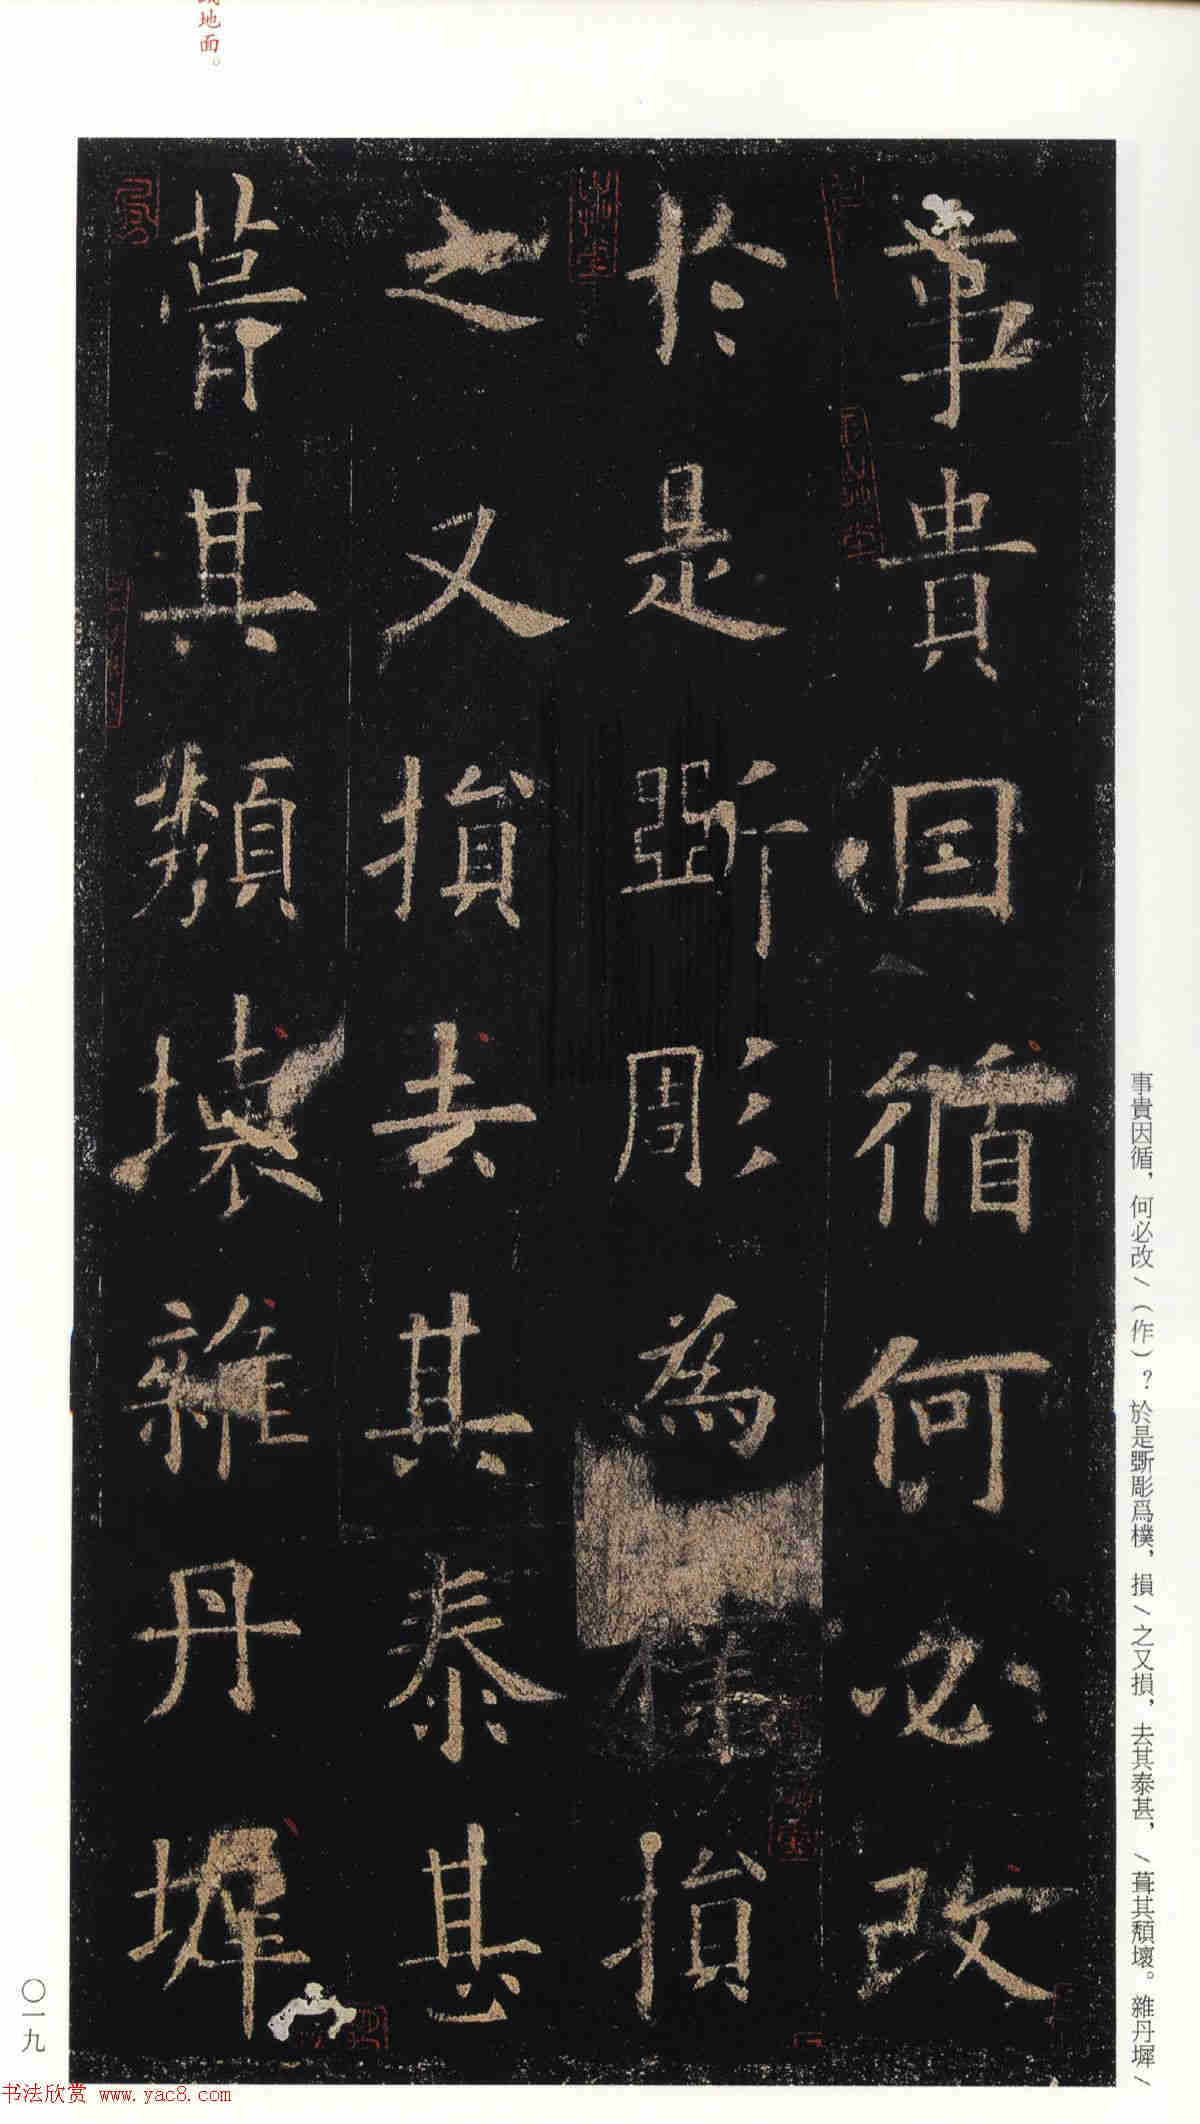 地面。
事貴因循何必改
於是斲彫為樸損
之又損去其泰甚
葺其頹壞雜丹墀
事貴因循，何必改/（作）？於是斲彫爲樸，損/之又損，去其泰甚，/葺其頹壞。雜丹墀/
〇一九
书法欣赏 www.yac8.com